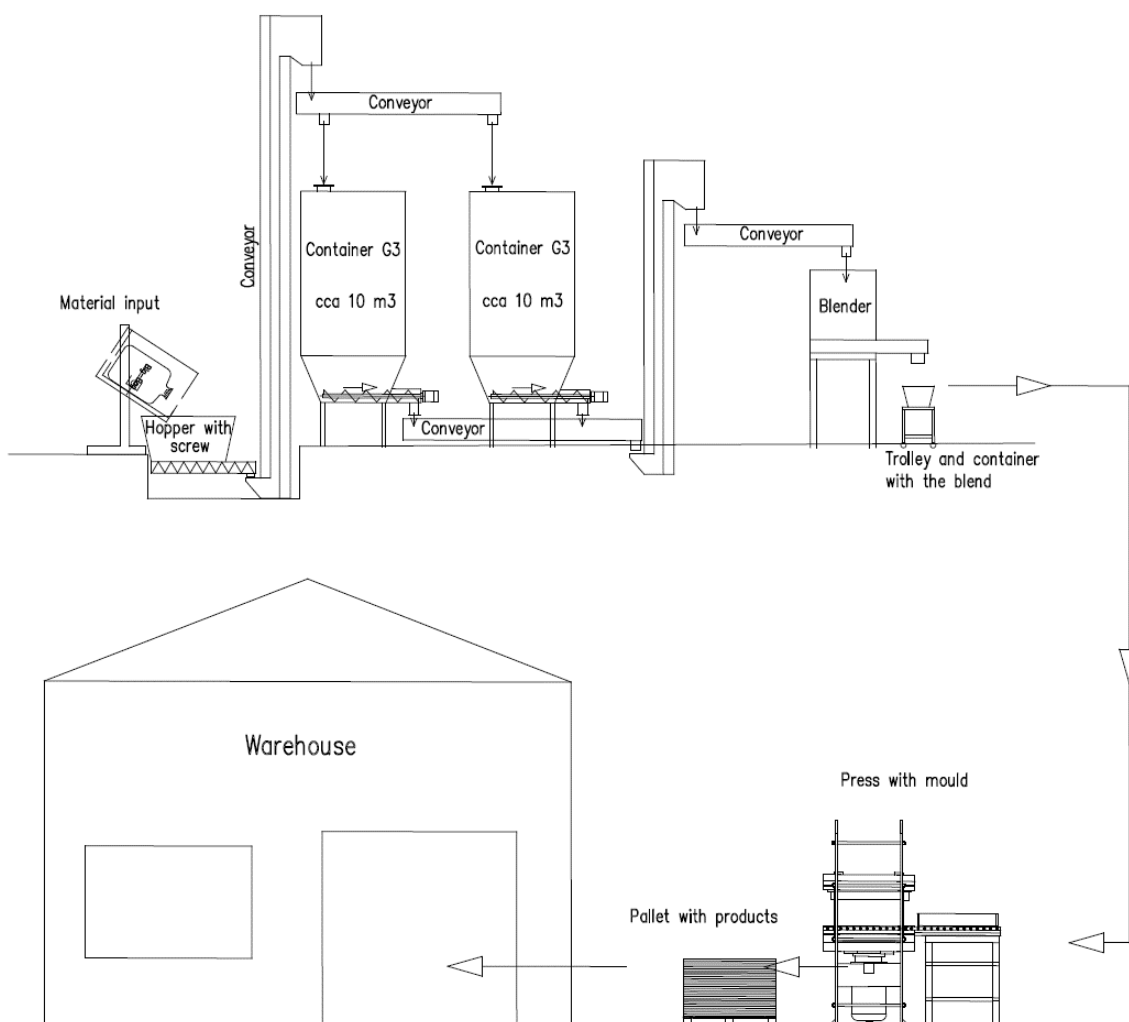 Conveyor
Conveyor
Container G3
cca 10 m3
Container G3
cca 10 m3
Conveyor
Blender
Material input
Hopper with
screw
Conveyor
Trolley and container
with the blend
Warehouse
Press with mould
Pallet with products